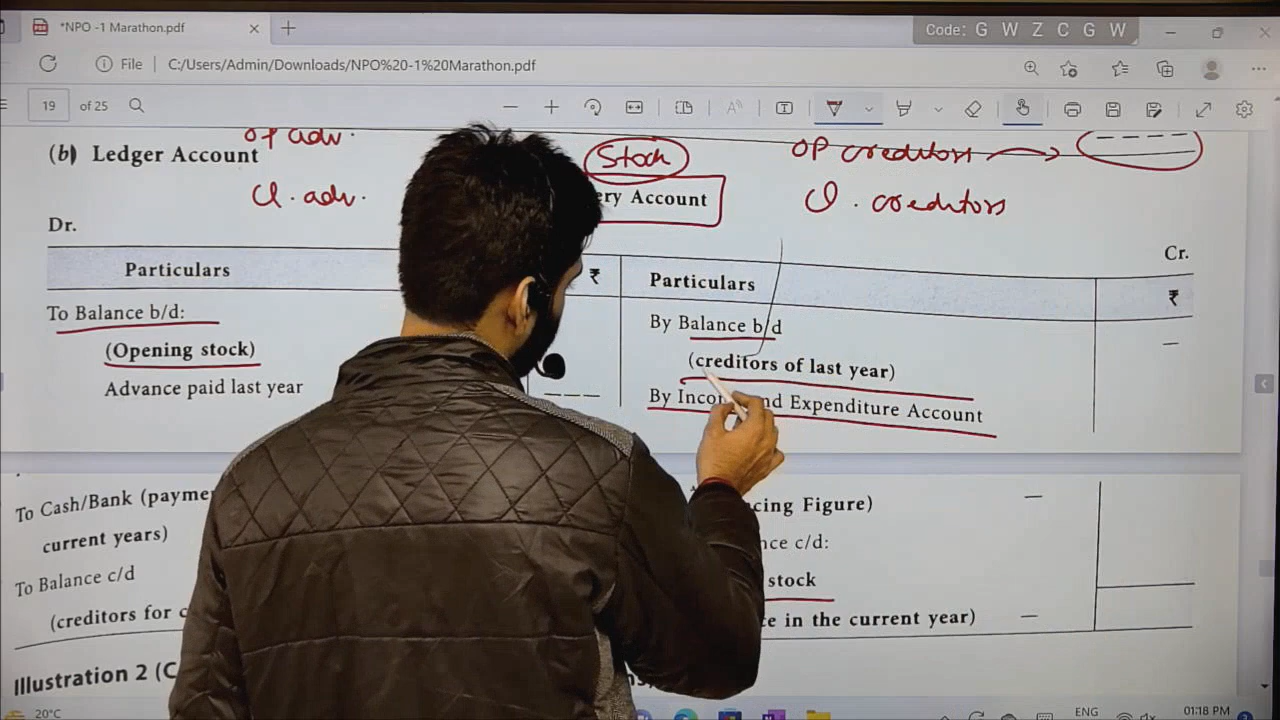 *NPO -1 Marathon.pdf
Code: G W Z C G W
File | C:/Users/Admin/Downloads/NPO%20-1%20Marathon.pdf
19 of 25
op adv.
(b) Ledger Account
Stock
OP creditors
Cl. adv.
ery Account
Cl. creditors
Dr.
Cr.
Particulars ₹ Particulars ₹
To Balance b/d: By Balance b/d —
(Opening stock) (creditors of last year)
Advance paid last year --- By Incom nd Expenditure Account
To Cash/Bank (payme cing Figure) —
current years) nce c/d:
To Balance c/d stock
(creditors for c e in the current year) —
Illustration 2 (C
20°C
ENG
01:18 PM